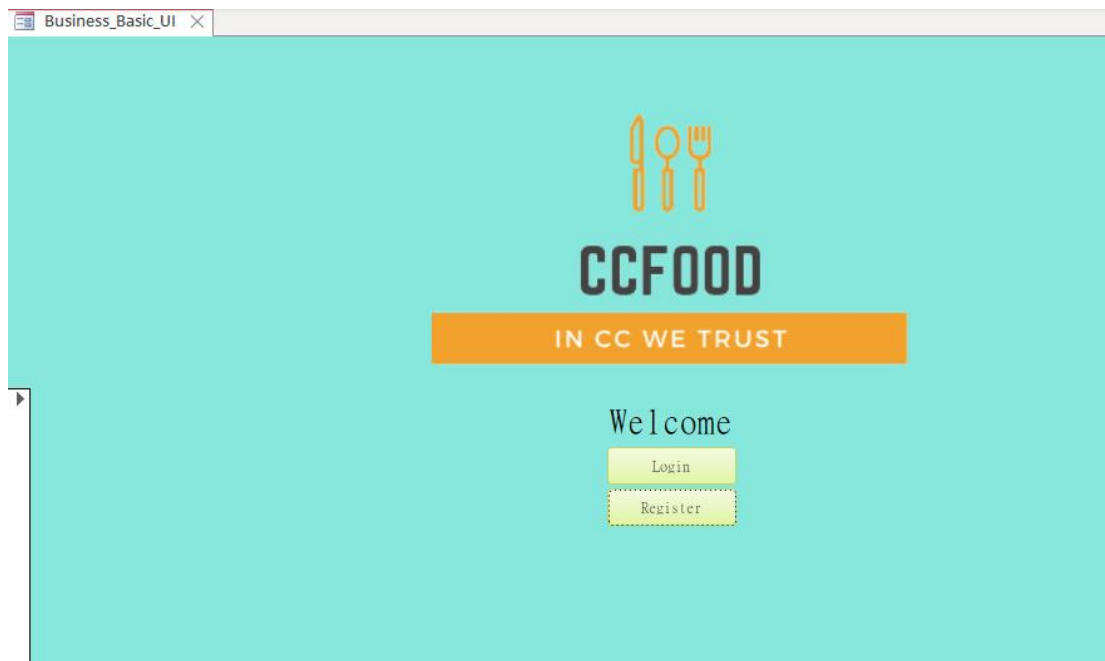 Business_Basic_UI
CCFOOD
IN CC WE TRUST
Welcome
Login
Register